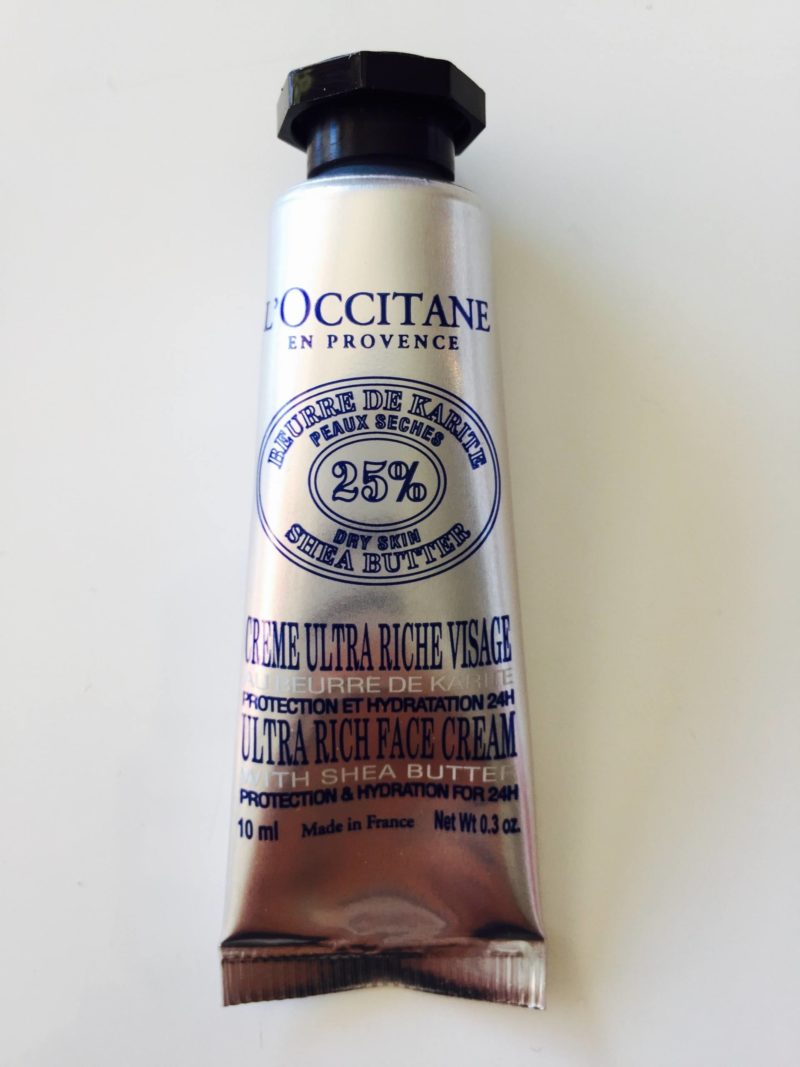 L'OCCITANE
EN PROVENCE
BEURRE DE KARITE
PEAUX SECHES
25%
DRY SKIN
SHEA BUTTER
CREME ULTRA RICHE VISAGE
AU BEURRE DE KARITE
PROTECTION ET HYDRATATION 24H
ULTRA RICH FACE CREAM
WITH SHEA BUTTER
PROTECTION & HYDRATION FOR 24H
10 ml Made in France Net Wt 0.3 oz.